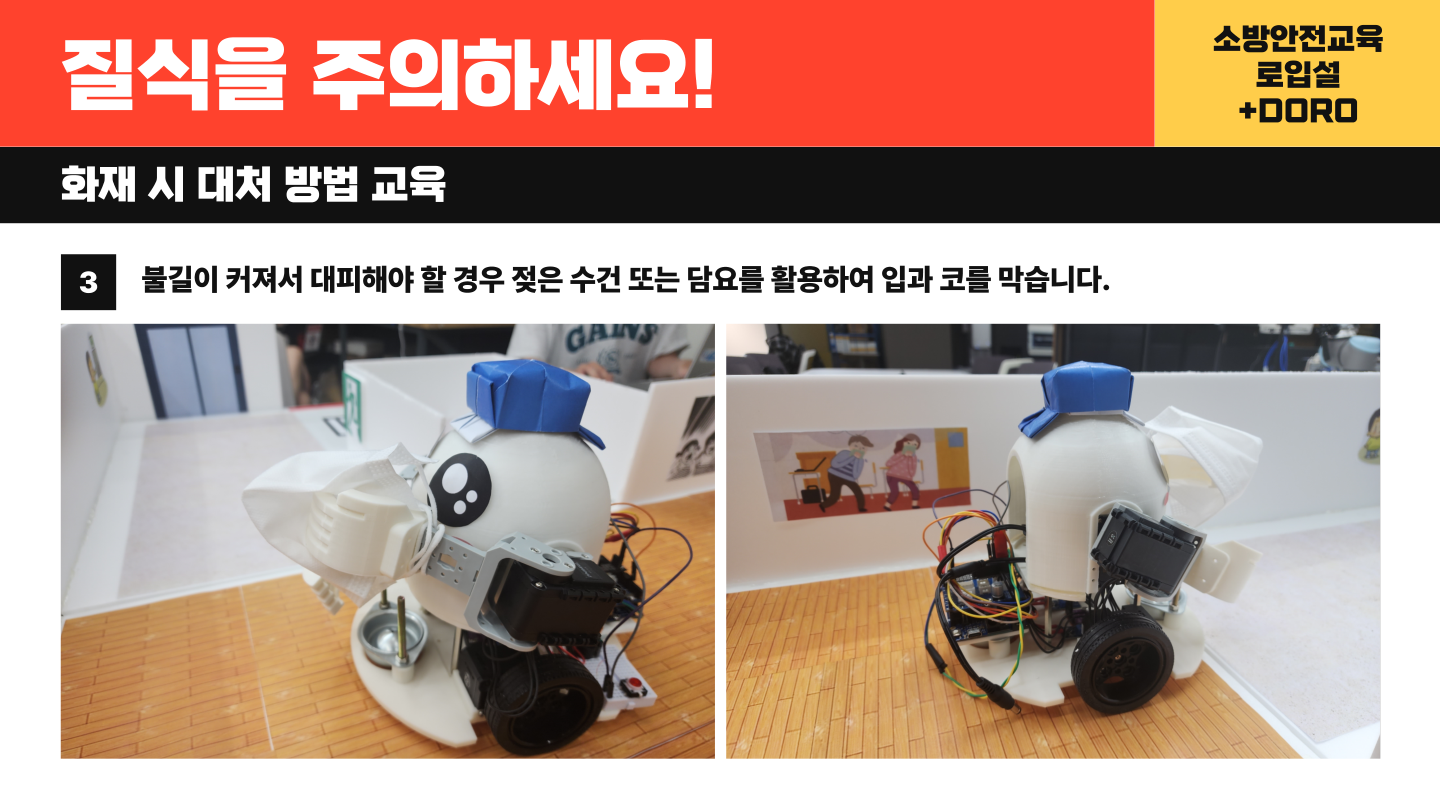 질식을 주의하세요!
소방안전교육
로입설
+DORO
화재 시 대처 방법 교육
3
불길이 커져서 대피해야 할 경우 젖은 수건 또는 담요를 활용하여 입과 코를 막습니다.
GAINS